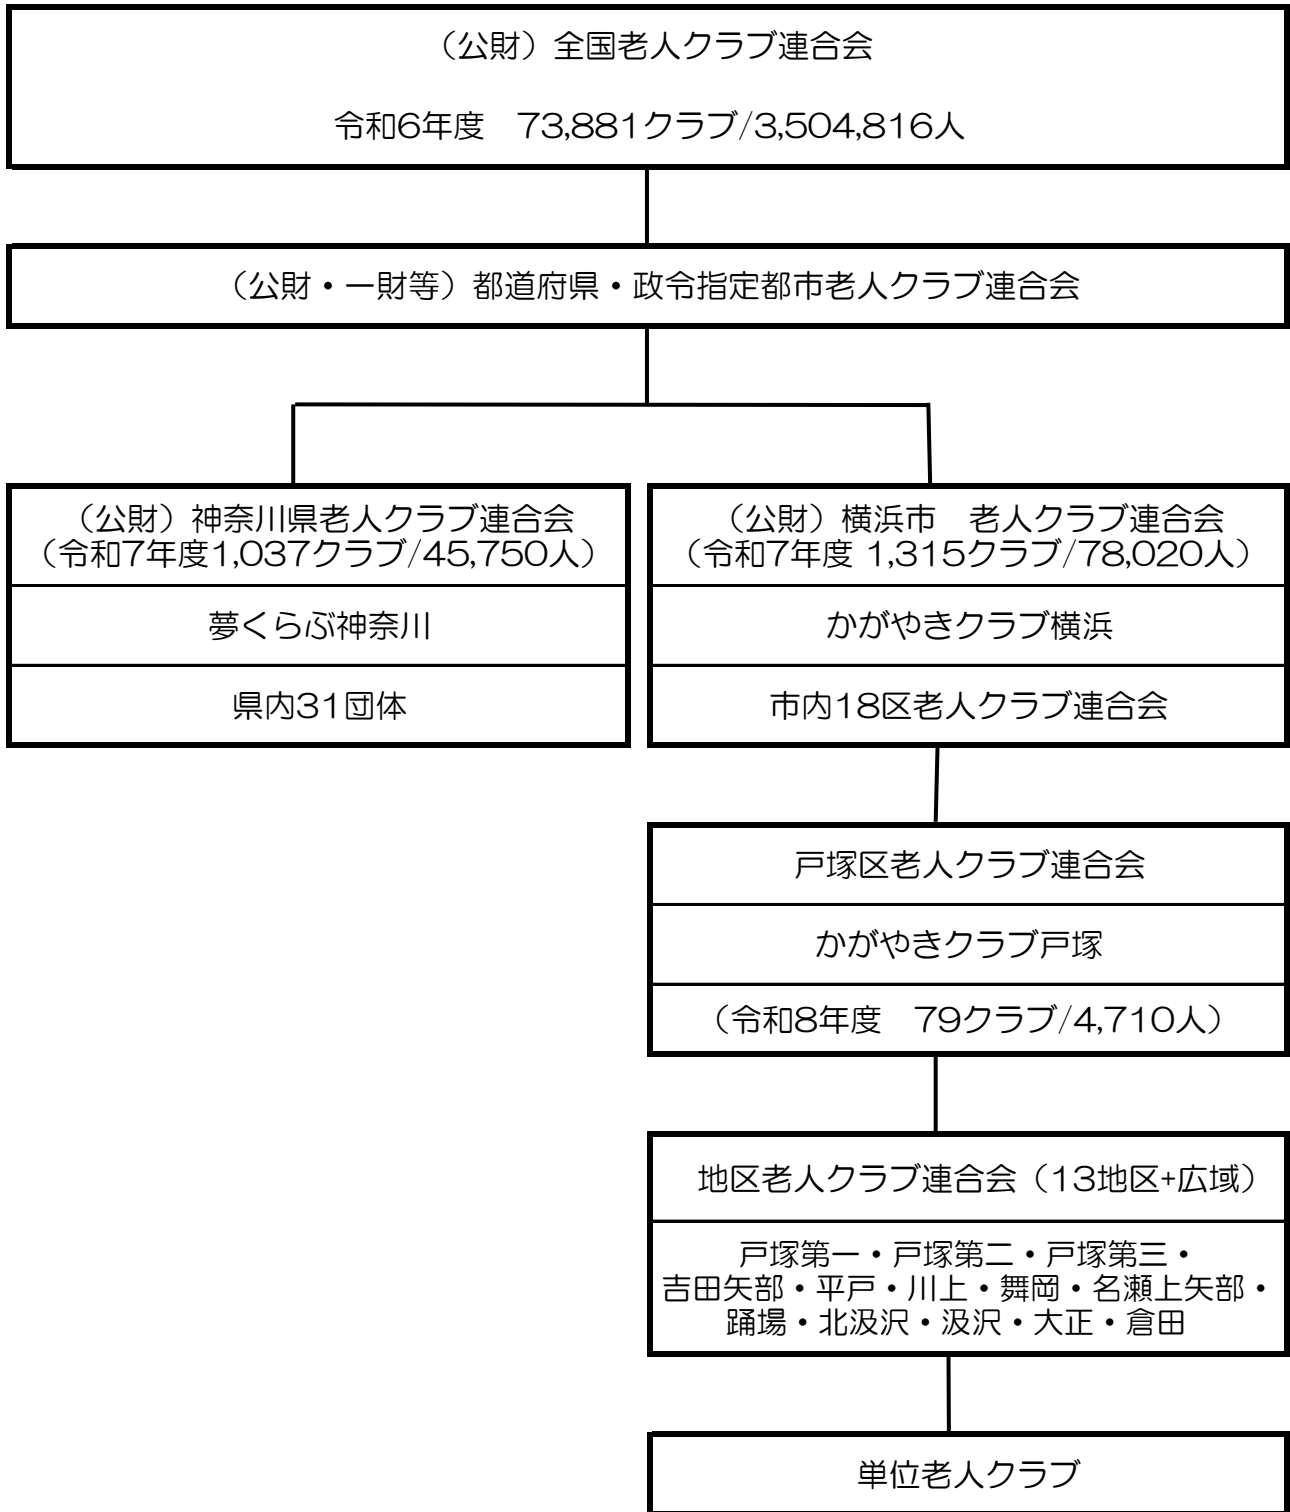 （公財）全国老人クラブ連合会
令和6年度　73,881クラブ/3,504,816人
（公財・一財等）都道府県・政令指定都市老人クラブ連合会
（公財）神奈川県老人クラブ連合会
（令和7年度1,037クラブ/45,750人）
夢くらぶ神奈川
県内31団体
（公財）横浜市　老人クラブ連合会
（令和7年度 1,315クラブ/78,020人）
かがやきクラブ横浜
市内18区老人クラブ連合会
戸塚区老人クラブ連合会
かがやきクラブ戸塚
（令和8年度　79クラブ/4,710人）
地区老人クラブ連合会（13地区+広域）
戸塚第一・戸塚第二・戸塚第三・
吉田矢部・平戸・川上・舞岡・名瀬上矢部・
踊場・北汲沢・汲沢・大正・倉田
単位老人クラブ